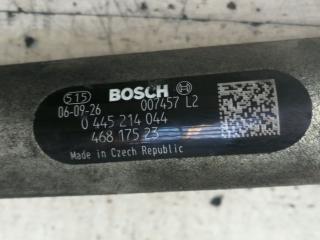 515 BOSCH
06-09-26 007457 L2
0 445 214 044
468 175 23
Made in Czech Republic